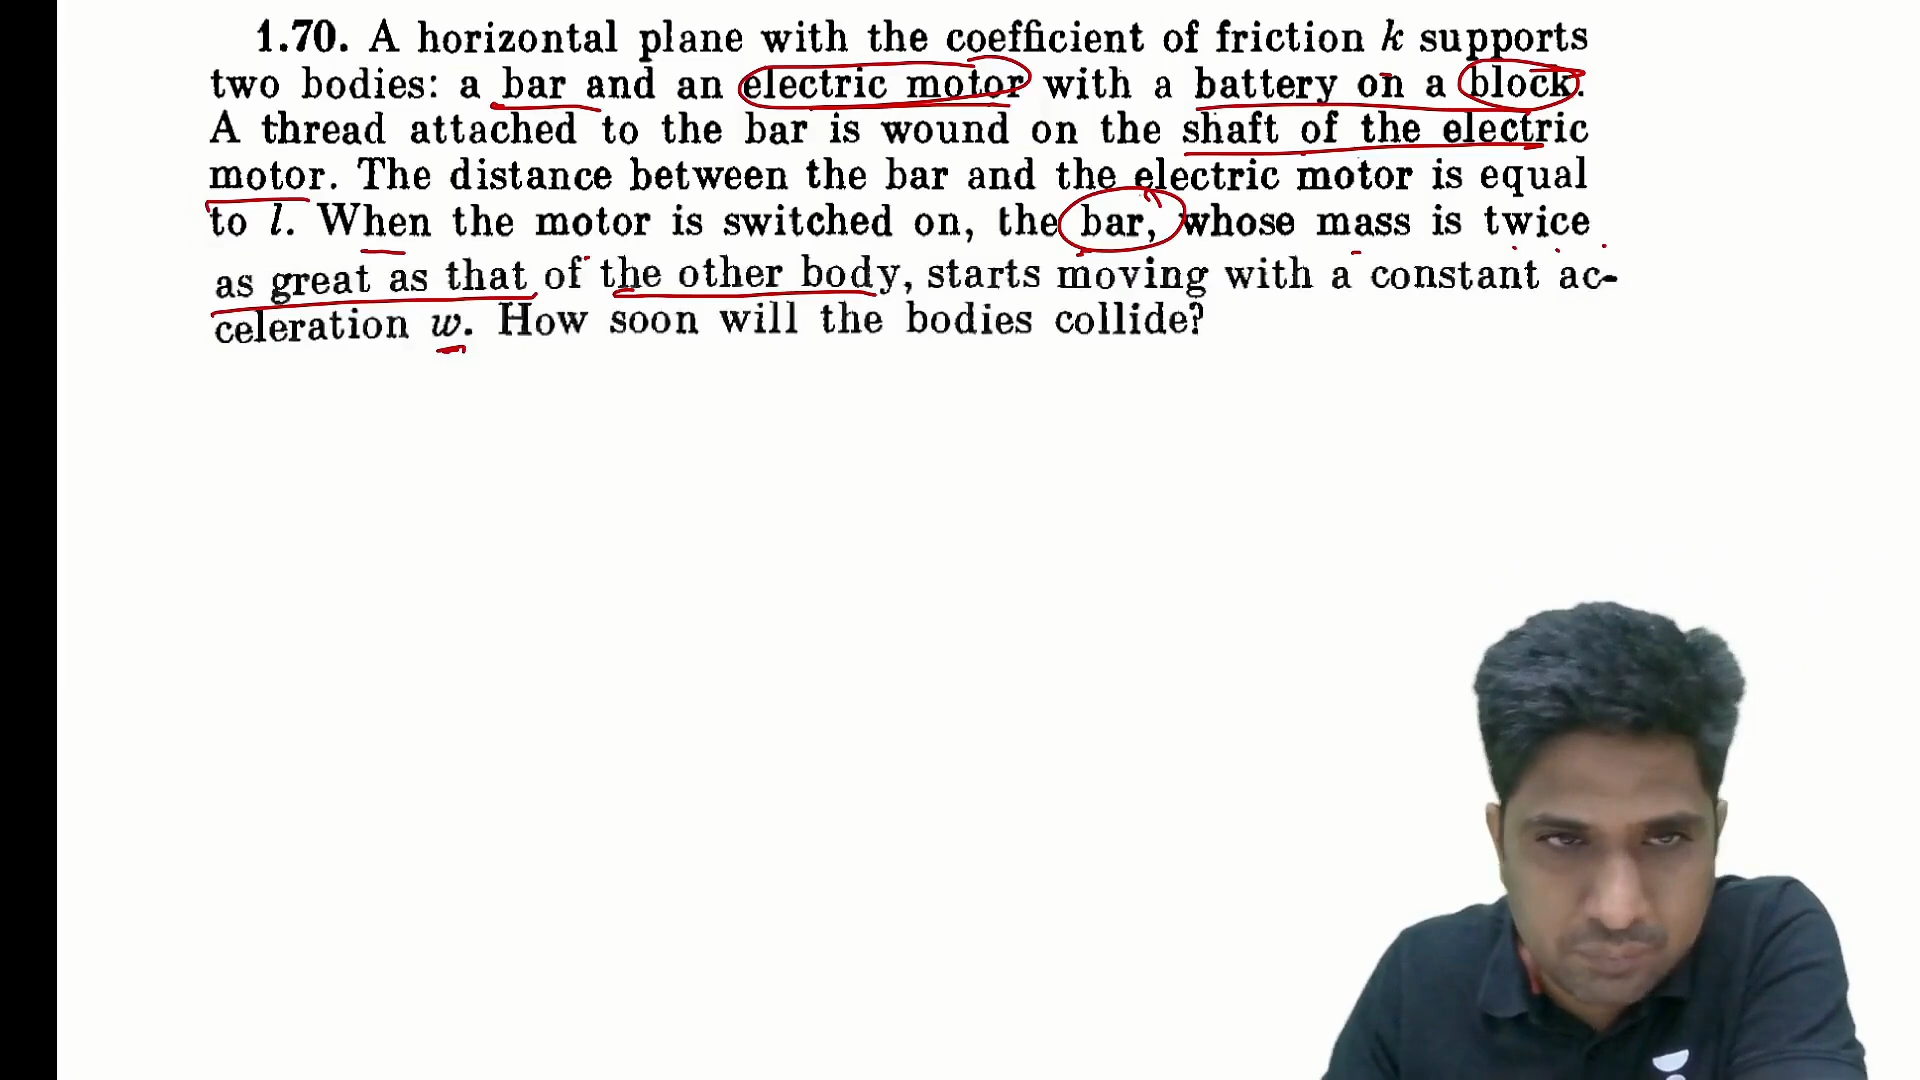 1.70. A horizontal plane with the coefficient of friction k supports
two bodies: a bar and an electric motor with a battery on a block.
A thread attached to the bar is wound on the shaft of the electric
motor. The distance between the bar and the electric motor is equal
to l. When the motor is switched on, the bar, whose mass is twice
as great as that of the other body, starts moving with a constant ac-
celeration w. How soon will the bodies collide?